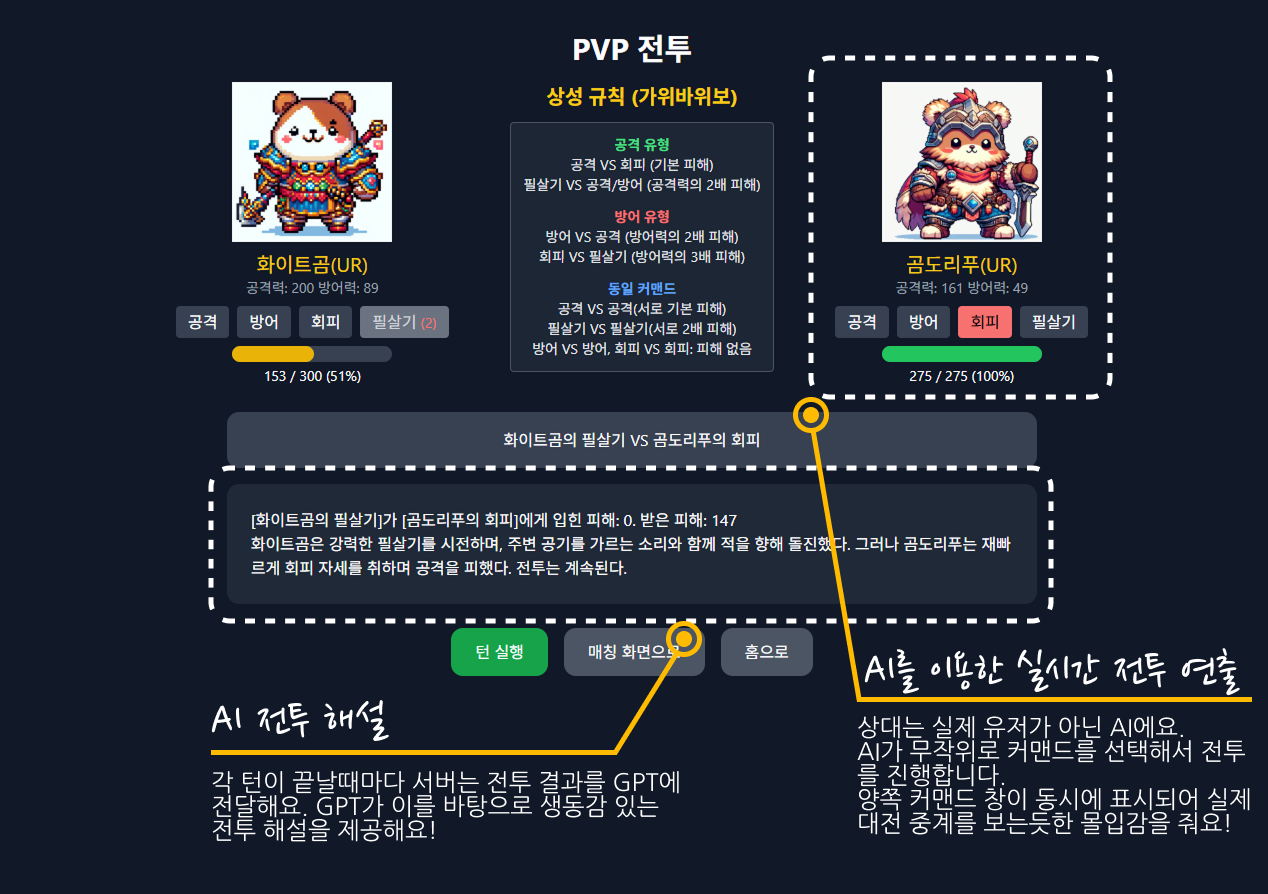 PVP 전투
상성 규칙 (가위바위보)
공격 유형
공격 VS 회피 (기본 피해)
필살기 VS 공격/방어 (공격력의 2배 피해)
방어 유형
방어 VS 공격 (방어력의 2배 피해)
회피 VS 필살기 (방어력의 3배 피해)
동일 커맨드
공격 VS 공격(서로 기본 피해)
필살기 VS 필살기(서로 2배 피해)
방어 VS 방어, 회피 VS 회피: 피해 없음
화이트곰(UR)
공격력: 200 방어력: 89
공격 방어 회피 필살기 (2)
153 / 300 (51%)
곰도리푸(UR)
공격력: 161 방어력: 49
공격 방어 회피 필살기
275 / 275 (100%)
화이트곰의 필살기 VS 곰도리푸의 회피
[화이트곰의 필살기]가 [곰도리푸의 회피]에게 입힌 피해: 0. 받은 피해: 147
화이트곰은 강력한 필살기를 시전하며, 주변 공기를 가르는 소리와 함께 적을 향해 돌진했다. 그러나 곰도리푸는 재빠
르게 회피 자세를 취하며 공격을 피했다. 전투는 계속된다.
턴 실행 매칭 화면으로 홈으로
AI 전투 해설
각 턴이 끝날때마다 서버는 전투 결과를 GPT에
전달해요. GPT가 이를 바탕으로 생동감 있는
전투 해설을 제공해요!
AI를 이용한 실시간 전투 연출
상대는 실제 유저가 아닌 AI에요.
AI가 무작위로 커맨드를 선택해서 전투
를 진행합니다.
양쪽 커맨드 창이 동시에 표시되어 실제
대전 중계를 보는듯한 몰입감을 줘요!